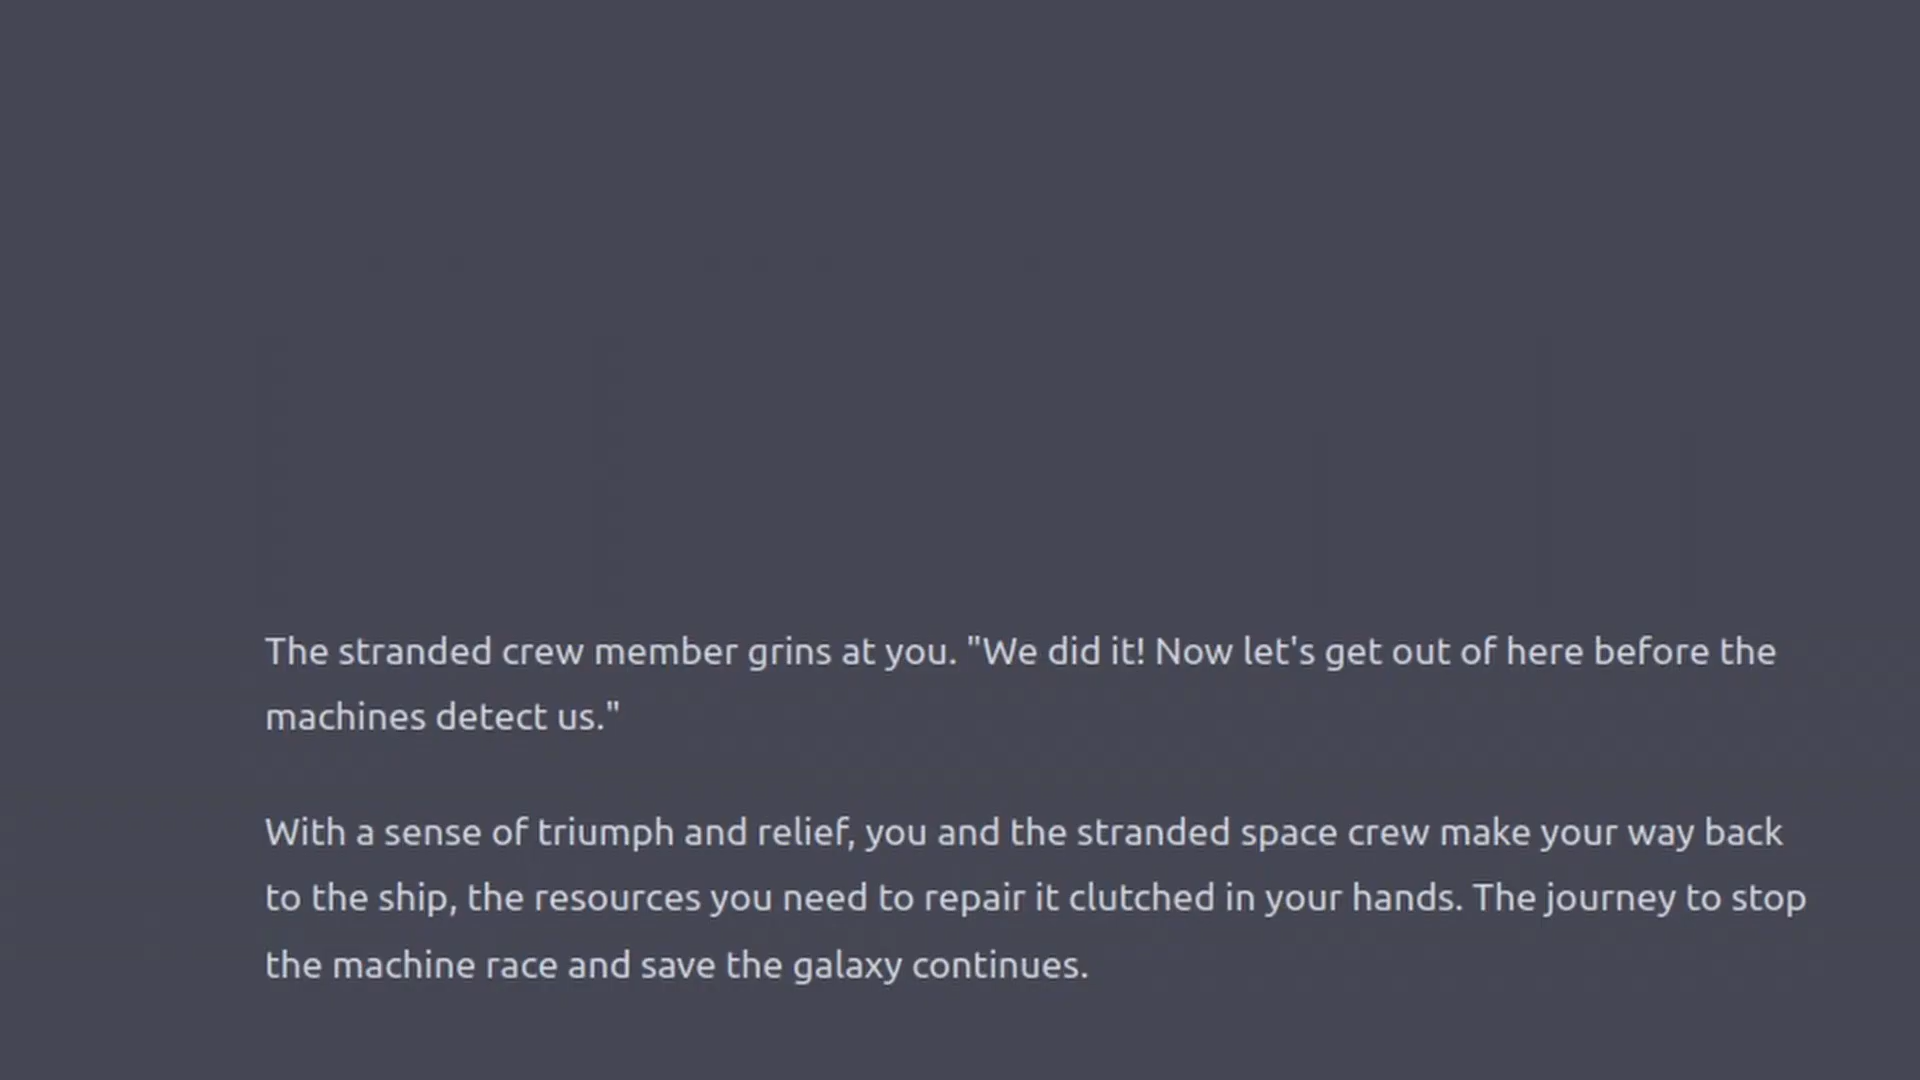 The stranded crew member grins at you. "We did it! Now let's get out of here before the
machines detect us."
With a sense of triumph and relief, you and the stranded space crew make your way back
to the ship, the resources you need to repair it clutched in your hands. The journey to stop
the machine race and save the galaxy continues.